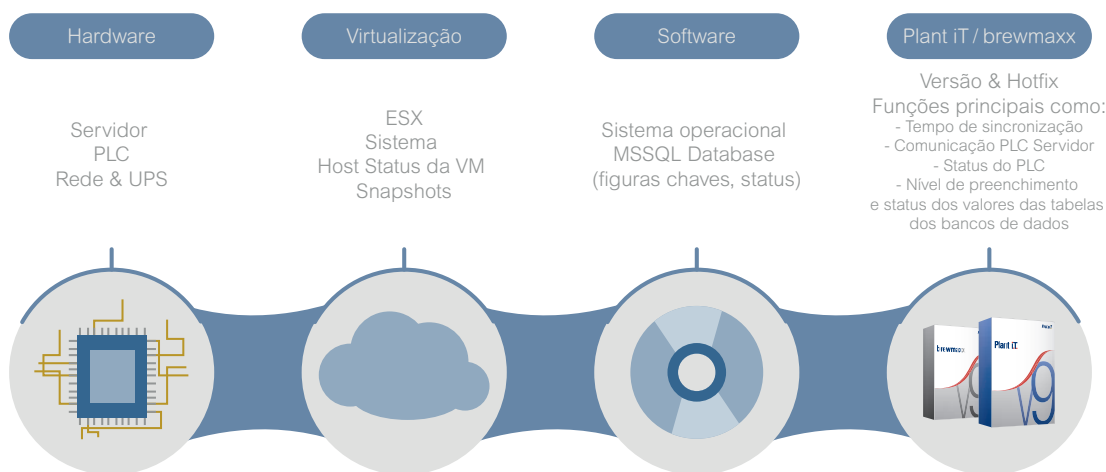 Hardware
Servidor
PLC
Rede & UPS
Virtualização
ESX
Sistema
Host Status da VM
Snapshots
Software
Sistema operacional
MSSQL Database
(figuras chaves, status)
Plant iT / brewmaxx
Versão & Hotfix
Funções principais como:
- Tempo de sincronização
- Comunicação PLC Servidor
- Status do PLC
- Nível de preenchimento
e status dos valores das tabelas
dos bancos de dados
brewmaxx
v9
Plant iT
v9